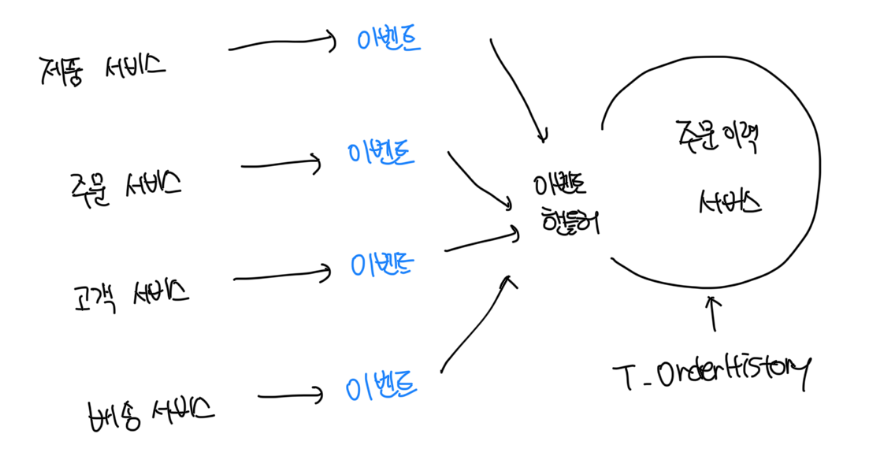 제품 서비스
이벤트
주문 서비스
이벤트
고객 서비스
이벤트
배송 서비스
이벤트
이벤트
핸들러
주문이력
서비스
T_OrderHistory